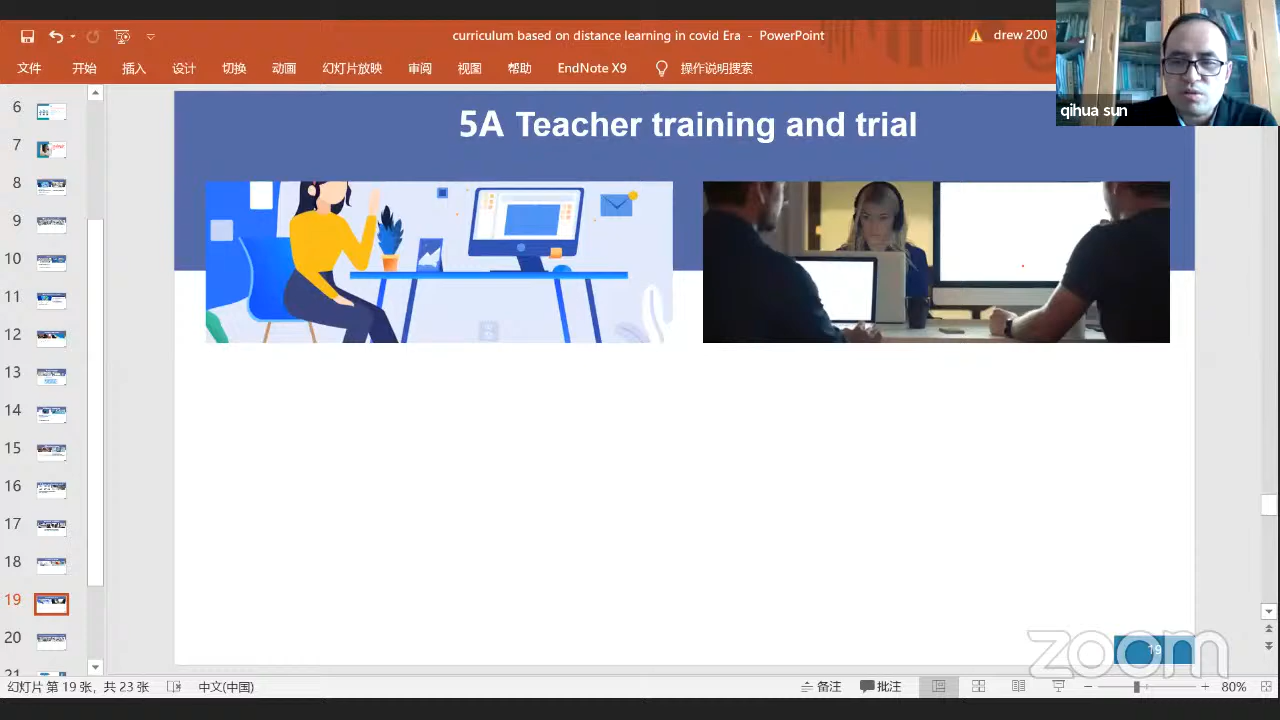 curriculum based on distance learning in covid Era - PowerPoint
drew 200
文件 开始 插入 设计 切换 动画 幻灯片放映 审阅 视图 帮助 EndNote X9 操作说明搜索
qihua sun
6
7
8
9
10
11
12
13
14
15
16
17
18
19
20
21
5A Teacher training and trial
19
zoom
幻灯片 第 19 张，共 23 张 中文(中国) 备注 批注 80%